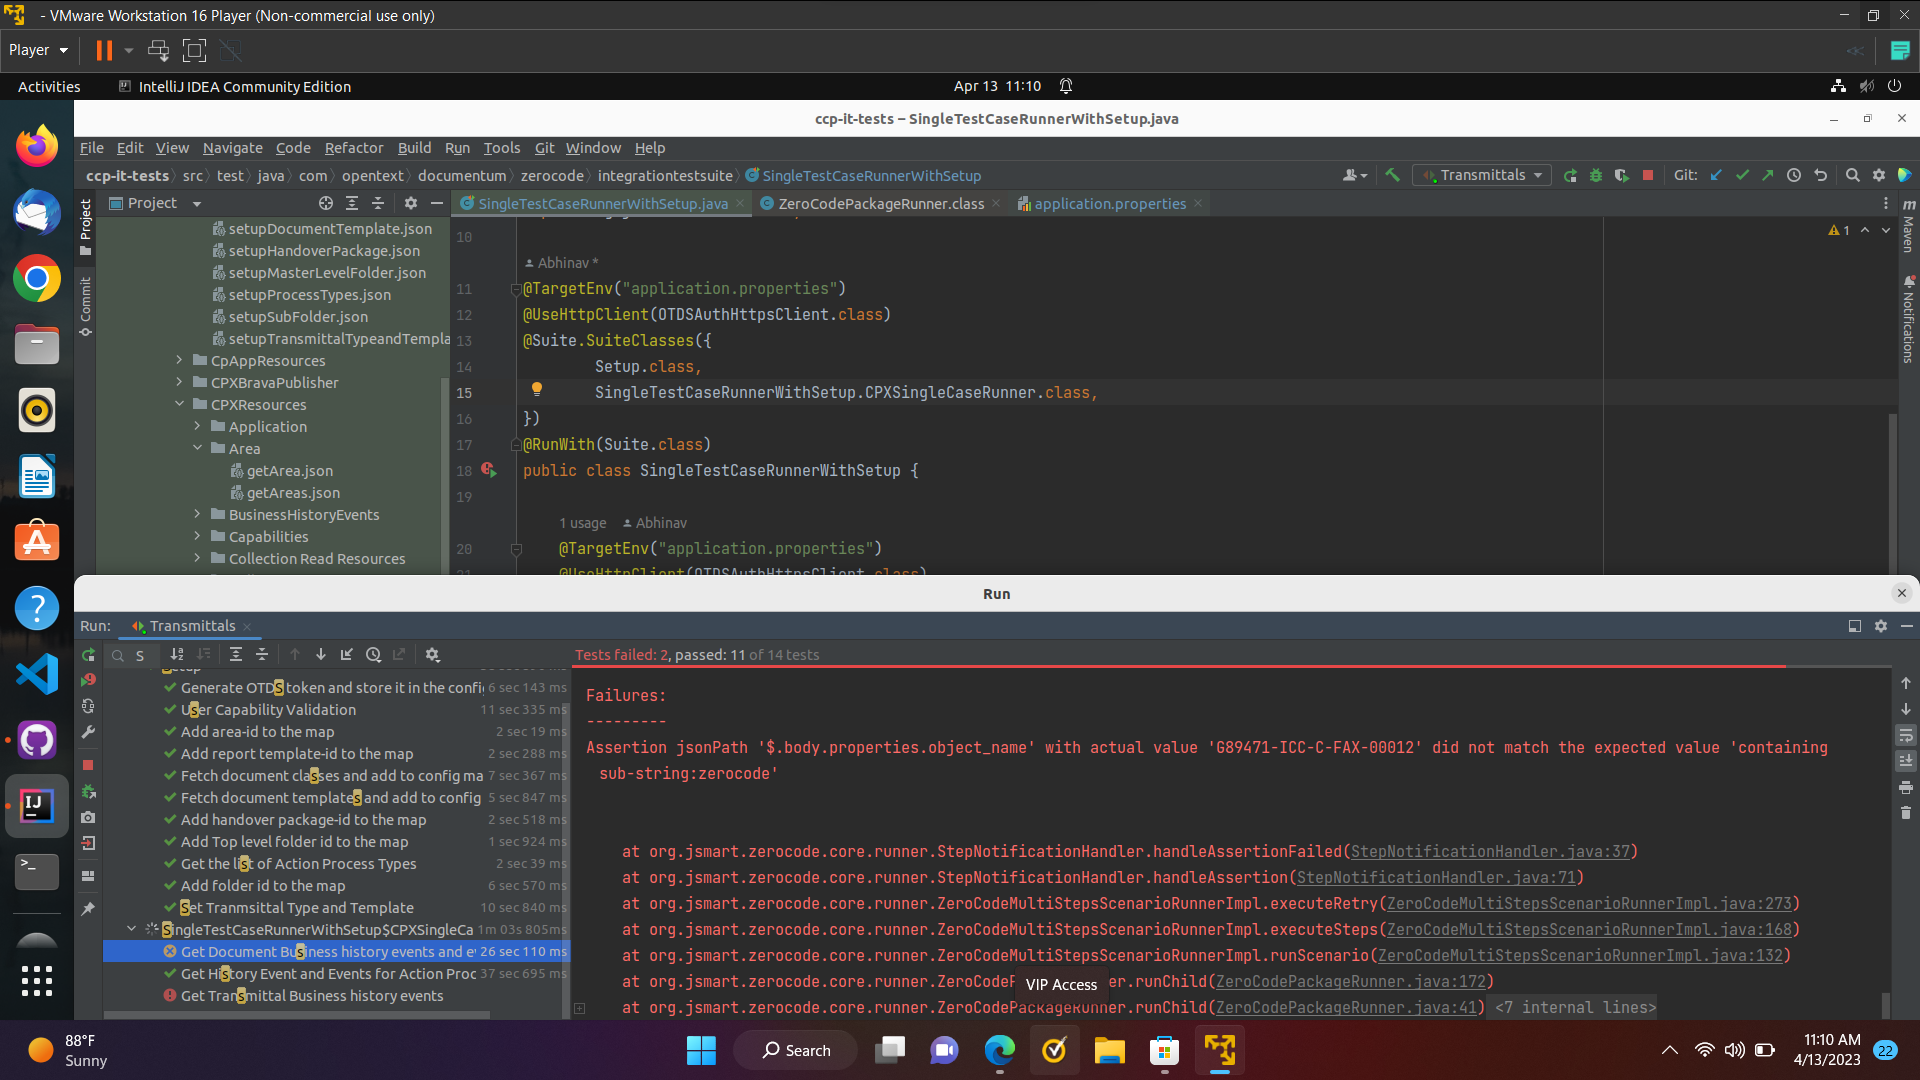 - VMware Workstation 16 Player (Non-commercial use only)
Player
Activities
IntelliJ IDEA Community Edition
Apr 13 11:10
ccp-it-tests – SingleTestCaseRunnerWithSetup.java
File Edit View Navigate Code Refactor Build Run Tools Git Window Help
ccp-it-tests src test java com opentext documentum zerocode integrationtestsuite SingleTestCaseRunnerWithSetup
Transmittals
Git:
Project
SingleTestCaseRunnerWithSetup.java
ZeroCodePackageRunner.class
application.properties
Project
Commit
Maven
Notifications
setupDocumentTemplate.json
setupHandoverPackage.json
setupMasterLevelFolder.json
setupProcessTypes.json
setupSubFolder.json
setupTransmittalTypeandTempla
CpAppResources
CPXBravaPublisher
CPXResources
Application
Area
getArea.json
getAreas.json
BusinessHistoryEvents
Capabilities
Collection Read Resources
1
10
Abhinav *
11 @TargetEnv("application.properties")
12 @UseHttpClient(OTDSAuthHttpsClient.class)
13 @Suite.SuiteClasses({
14 Setup.class,
15 SingleTestCaseRunnerWithSetup.CPXSingleCaseRunner.class,
16 })
17 @RunWith(Suite.class)
18 public class SingleTestCaseRunnerWithSetup {
19
1 usage Abhinav
20 @TargetEnv("application.properties")
21 @UseHttpClient(OTDSAuthHttpsClient.class)
Run
Run: Transmittals
S
Tests failed: 2, passed: 11 of 14 tests
Generate OTDS token and store it in the confi 6 sec 143 ms
User Capability Validation 11 sec 335 ms
Add area-id to the map 2 sec 19 ms
Add report template-id to the map 2 sec 288 ms
Fetch document classes and add to config ma 7 sec 367 ms
Fetch document templates and add to config 5 sec 847 ms
Add handover package-id to the map 2 sec 518 ms
Add Top level folder id to the map 1 sec 924 ms
Get the list of Action Process Types 2 sec 39 ms
Add folder id to the map 6 sec 570 ms
Set Tranmsittal Type and Template 10 sec 840 ms
SingleTestCaseRunnerWithSetup$CPXSingleCa 1m 03s 805ms
Get Document Business history events and e 26 sec 110 ms
Get History Event and Events for Action Proc 37 sec 695 ms
Get Transmittal Business history events
Failures:
---------
Assertion jsonPath '$.body.properties.object_name' with actual value 'G89471-ICC-C-FAX-00012' did not match the expected value 'containing
sub-string:zerocode'
at org.jsmart.zerocode.core.runner.StepNotificationHandler.handleAssertionFailed(StepNotificationHandler.java:37)
at org.jsmart.zerocode.core.runner.StepNotificationHandler.handleAssertion(StepNotificationHandler.java:71)
at org.jsmart.zerocode.core.runner.ZeroCodeMultiStepsScenarioRunnerImpl.executeRetry(ZeroCodeMultiStepsScenarioRunnerImpl.java:273)
at org.jsmart.zerocode.core.runner.ZeroCodeMultiStepsScenarioRunnerImpl.executeSteps(ZeroCodeMultiStepsScenarioRunnerImpl.java:168)
at org.jsmart.zerocode.core.runner.ZeroCodeMultiStepsScenarioRunnerImpl.runScenario(ZeroCodeMultiStepsScenarioRunnerImpl.java:132)
at org.jsmart.zerocode.core.runner.ZeroCodePackageRunner.runChild(ZeroCodePackageRunner.java:172)
at org.jsmart.zerocode.core.runner.ZeroCodePackageRunner.runChild(ZeroCodePackageRunner.java:41) <7 internal lines>
VIP Access
88°F
Sunny
Search
11:10 AM
4/13/2023
22